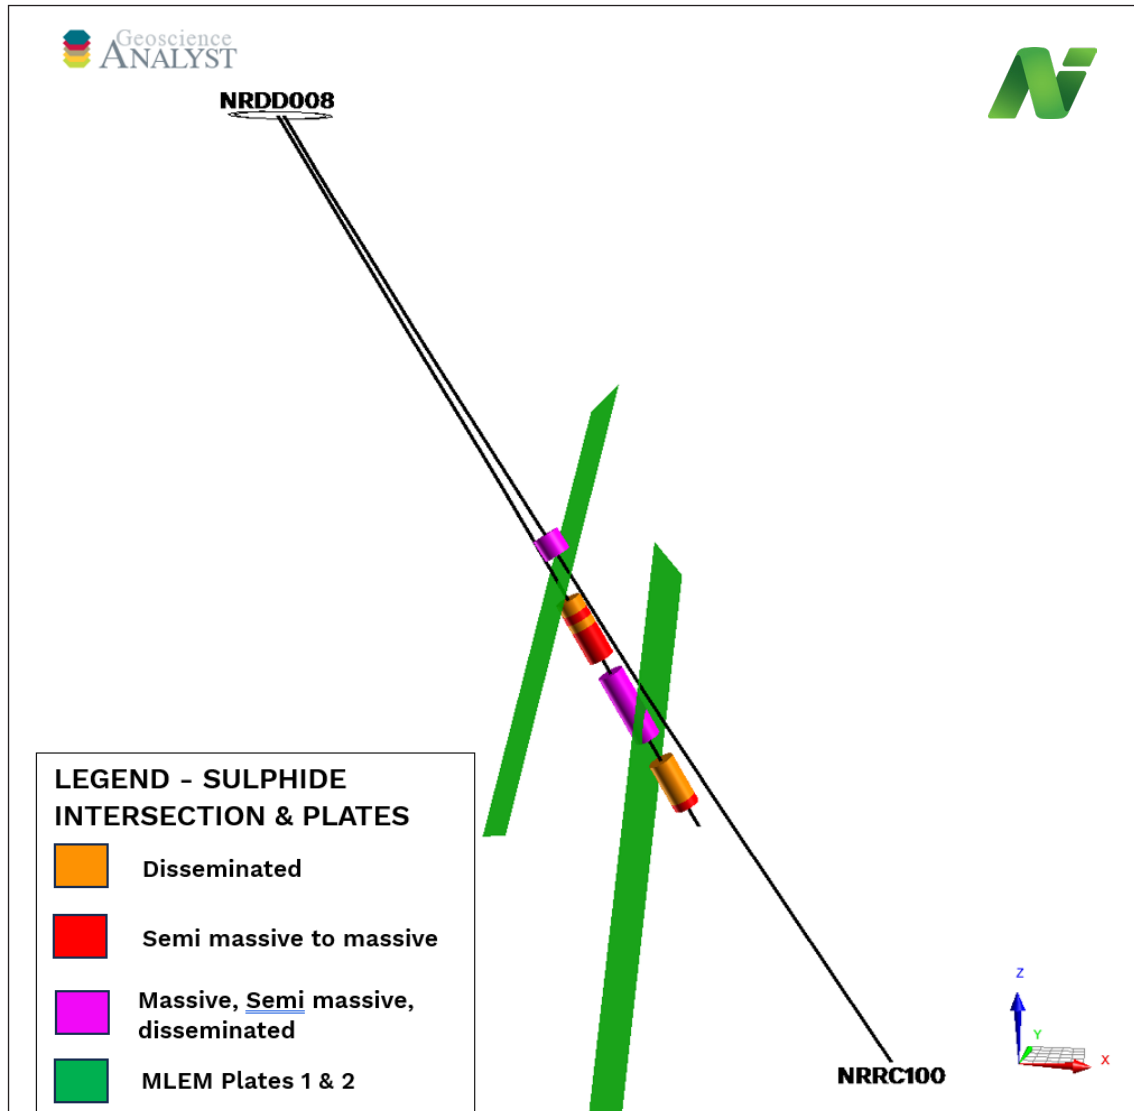 Geoscience
ANALYST
NRDD008
LEGEND - SULPHIDE
INTERSECTION & PLATES
Disseminated
Semi massive to massive
Massive, Semi massive,
disseminated
MLEM Plates 1 & 2
Z
Y
X
NRRC100